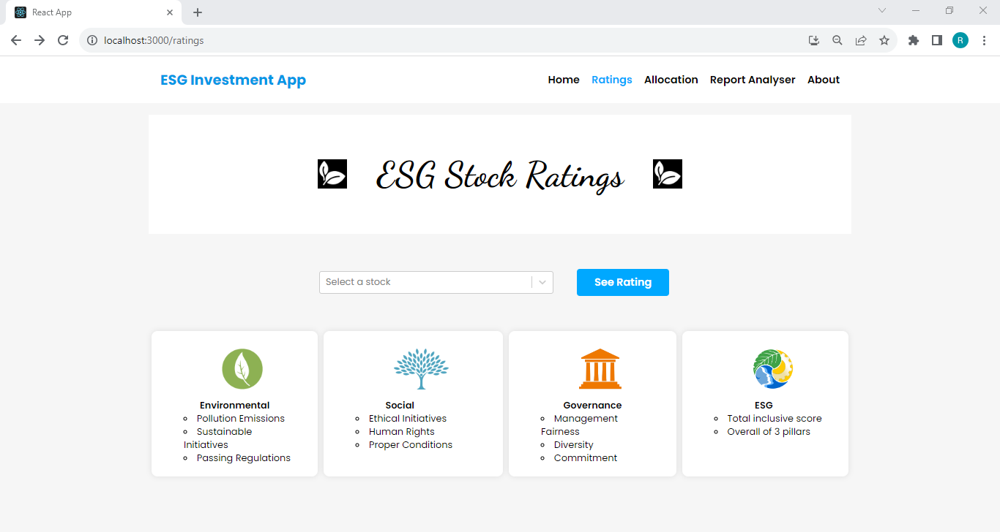 React App
localhost:3000/ratings
R
ESG Investment App
Home Ratings Allocation Report Analyser About
ESG Stock Ratings
Select a stock
See Rating
Environmental
Pollution Emissions
Sustainable
Initiatives
Passing Regulations
Social
Ethical Initiatives
Human Rights
Proper Conditions
Governance
Management
Fairness
Diversity
Commitment
ESG
Total inclusive score
Overall of 3 pillars